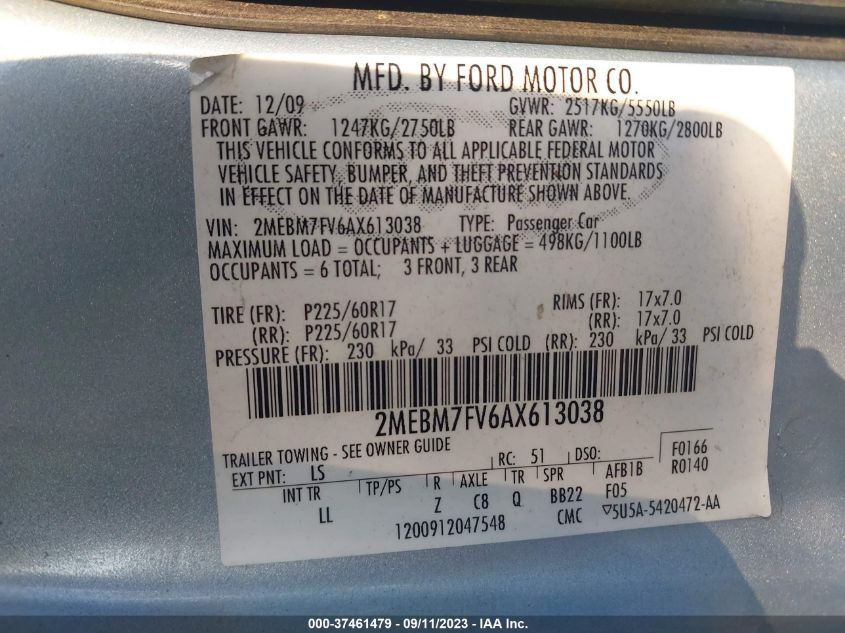 MFD. BY FORD MOTOR CO.
DATE: 12/09 GVWR: 2517KG/5550LB
FRONT GAWR: 1247KG/2750LB REAR GAWR: 1270KG/2800LB
THIS VEHICLE CONFORMS TO ALL APPLICABLE FEDERAL MOTOR
VEHICLE SAFETY, BUMPER, AND THEFT PREVENTION STANDARDS
IN EFFECT ON THE DATE OF MANUFACTURE SHOWN ABOVE.
VIN: 2MEBM7FV6AX613038 TYPE: Passenger Car
MAXIMUM LOAD = OCCUPANTS + LUGGAGE = 498KG/1100LB
OCCUPANTS = 6 TOTAL; 3 FRONT, 3 REAR
TIRE (FR): P225/60R17 RIMS (FR): 17x7.0
(RR): P225/60R17 (RR): 17x7.0
PRESSURE (FR): 230 kPa/ 33 PSI COLD (RR): 230 kPa/ 33 PSI COLD
2MEBM7FV6AX613038
TRAILER TOWING - SEE OWNER GUIDE F0166
EXT PNT: LS RC: 51 DSO: R0140
INT TR TP/PS R AXLE TR SPR AFB1B
LL Z C8 Q BB22 F05
1200912047548 CMC ▽5U5A-5420472-AA
000-37461479 - 09/11/2023 - IAA Inc.